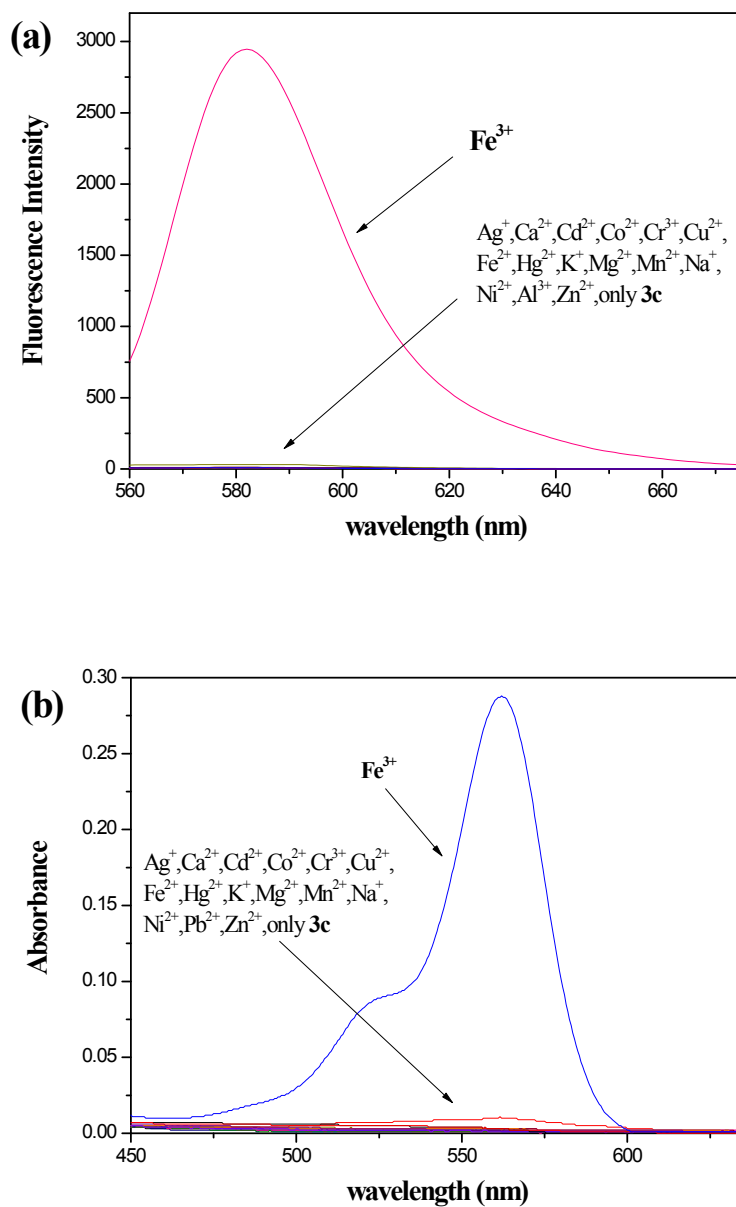 (a)
3000
2500
2000
1500
1000
500
0
Fluorescence Intensity
Fe³⁺
Ag⁺,Ca²⁺,Cd²⁺,Co²⁺,Cr³⁺,Cu²⁺,
Fe²⁺,Hg²⁺,K⁺,Mg²⁺,Mn²⁺,Na⁺,
Ni²⁺,Al³⁺,Zn²⁺,only 3c
560 580 600 620 640 660
wavelength (nm)
(b)
0.30
0.25
0.20
0.15
0.10
0.05
0.00
Absorbance
Fe³⁺
Ag⁺,Ca²⁺,Cd²⁺,Co²⁺,Cr³⁺,Cu²⁺,
Fe²⁺,Hg²⁺,K⁺,Mg²⁺,Mn²⁺,Na⁺,
Ni²⁺,Pb²⁺,Zn²⁺,only 3c
450 500 550 600
wavelength (nm)